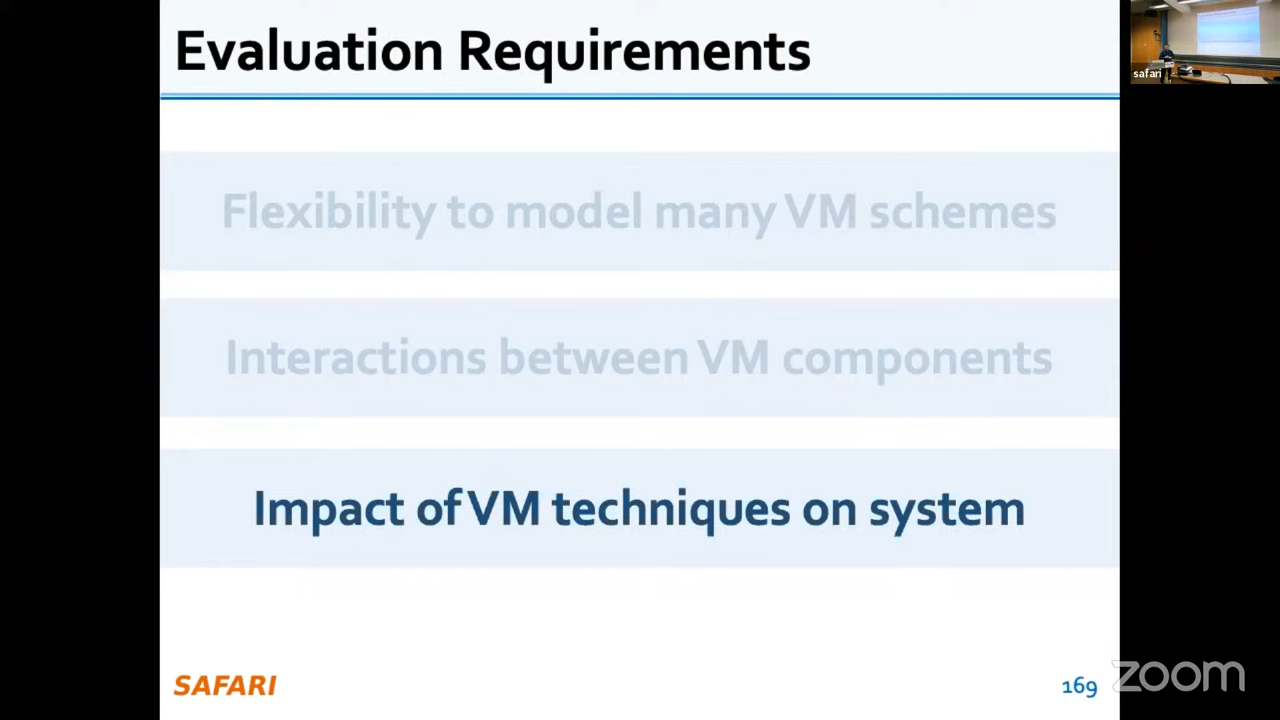 Evaluation Requirements
safari
Flexibility to model many VM schemes
Interactions between VM components
Impact of VM techniques on system
SAFARI
169
zoom